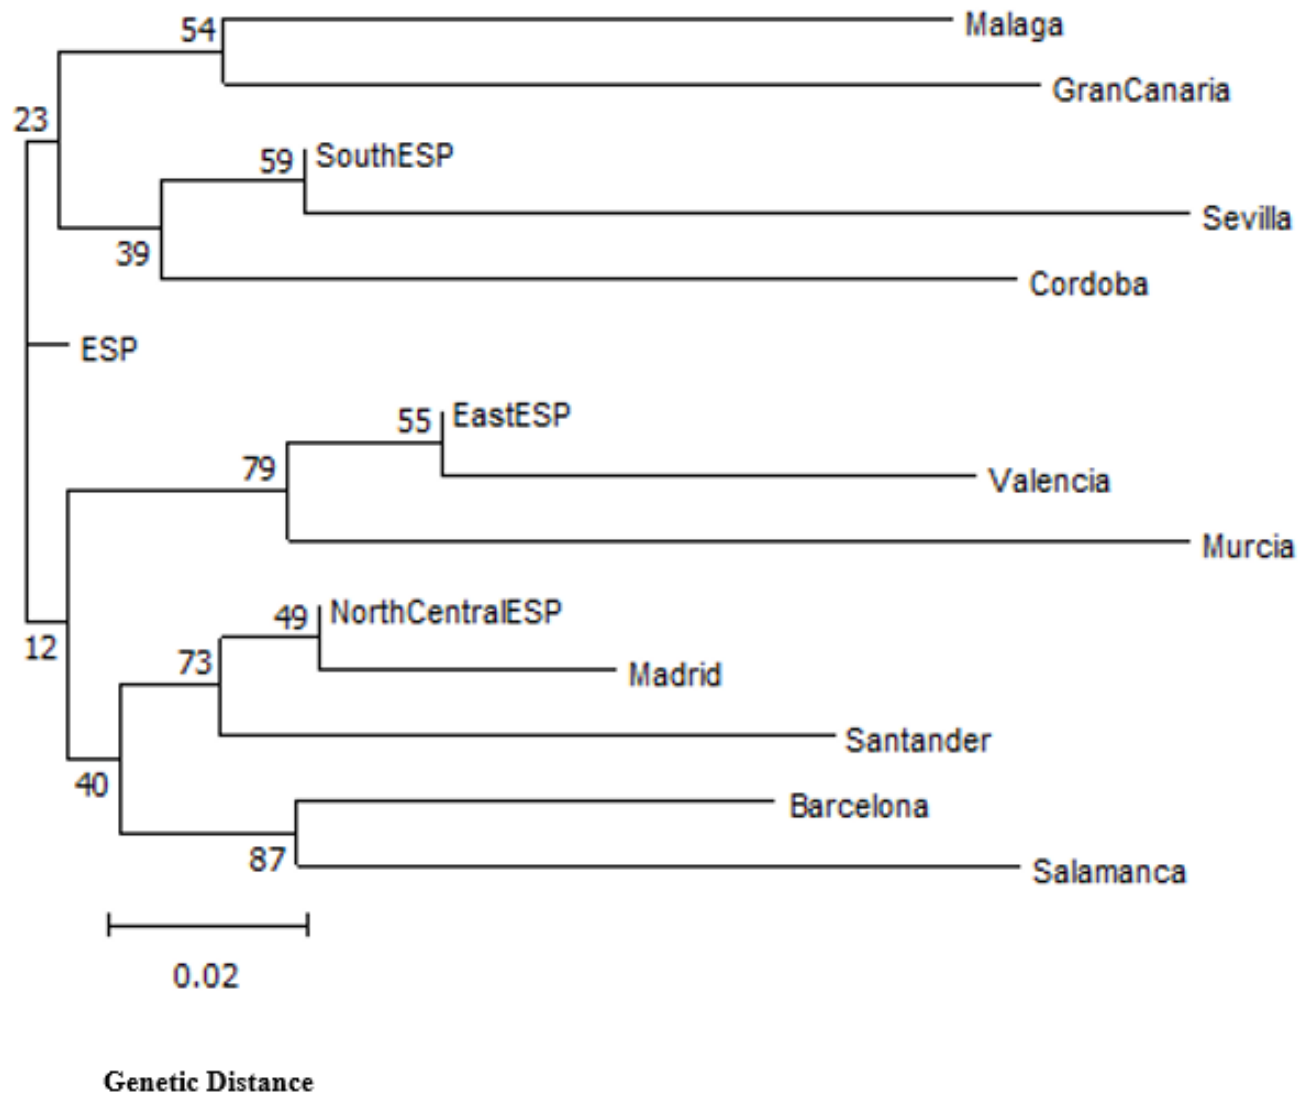 54
Malaga
GranCanaria
23
59
SouthESP
Sevilla
39
Cordoba
ESP
55
EastESP
79
Valencia
Murcia
49
NorthCentralESP
12
73
Madrid
Santander
40
Barcelona
87
Salamanca
0.02
Genetic Distance